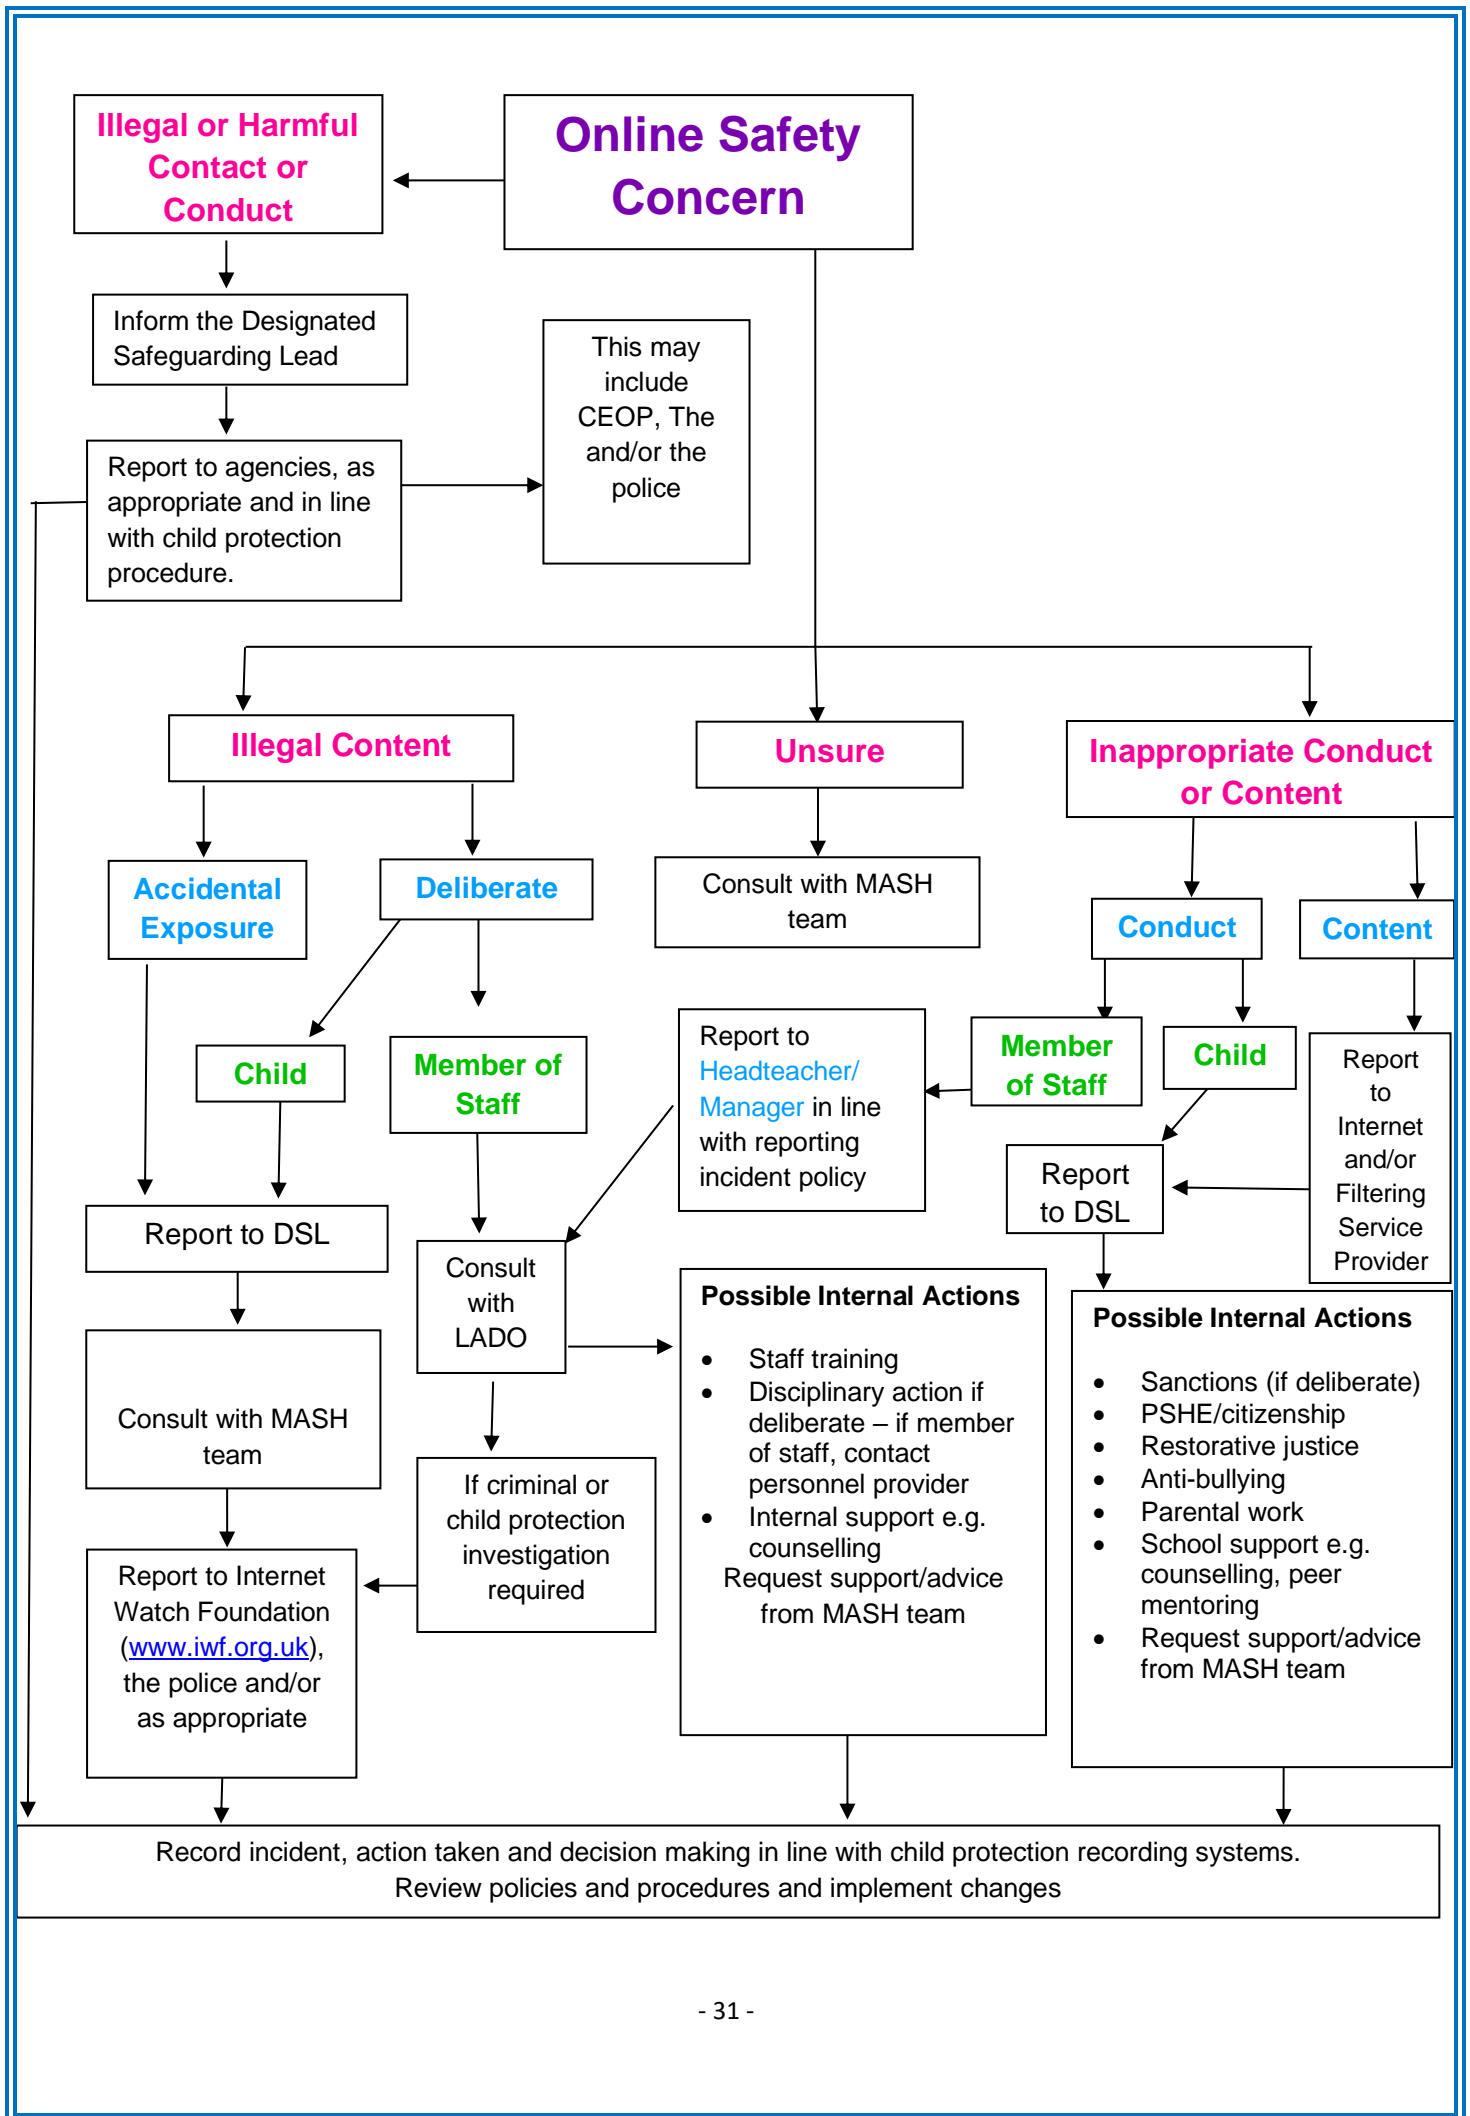 Illegal or Harmful
Contact or
Conduct
Online Safety
Concern
Inform the Designated
Safeguarding Lead
This may
include
CEOP, The
and/or the
police
Report to agencies, as
appropriate and in line
with child protection
procedure.
Illegal Content
Unsure
Inappropriate Conduct
or Content
Accidental
Exposure
Deliberate
Consult with MASH
team
Conduct
Content
Child
Member of
Staff
Report to
Headteacher/
Manager in line
with reporting
incident policy
Member
of Staff
Child
Report
to
Internet
and/or
Filtering
Service
Provider
Report to DSL
Report
to DSL
Consult
with
LADO
Consult with MASH
team
If criminal or
child protection
investigation
required
Report to Internet
Watch Foundation
(www.iwf.org.uk),
the police and/or
as appropriate
Possible Internal Actions
• Staff training
• Disciplinary action if
deliberate – if member
of staff, contact
personnel provider
• Internal support e.g.
counselling
Request support/advice
from MASH team
Possible Internal Actions
• Sanctions (if deliberate)
• PSHE/citizenship
• Restorative justice
• Anti-bullying
• Parental work
• School support e.g.
counselling, peer
mentoring
• Request support/advice
from MASH team
Record incident, action taken and decision making in line with child protection recording systems.
Review policies and procedures and implement changes
- 31 -